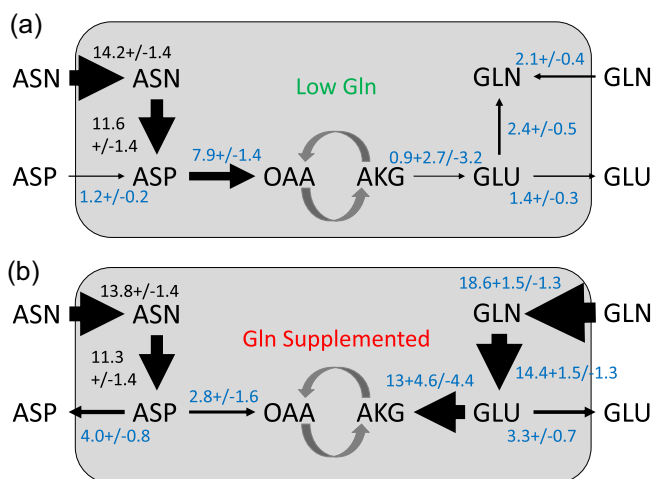 (a)
14.2+/-1.4
2.1+/-0.4
ASN ASN GLN GLN
Low Gln
11.6
+/-1.4
2.4+/-0.5
7.9+/-1.4
0.9+2.7/-3.2
ASP ASP OAA AKG GLU GLU
1.2+/-0.2
1.4+/-0.3
(b)
18.6+1.5/-1.3
13.8+/-1.4
ASN ASN GLN GLN
Gln Supplemented
11.3
+/-1.4
14.4+1.5/-1.3
13+4.6/-4.4
2.8+/-1.6
ASP ASP OAA AKG GLU GLU
4.0+/-0.8
3.3+/-0.7